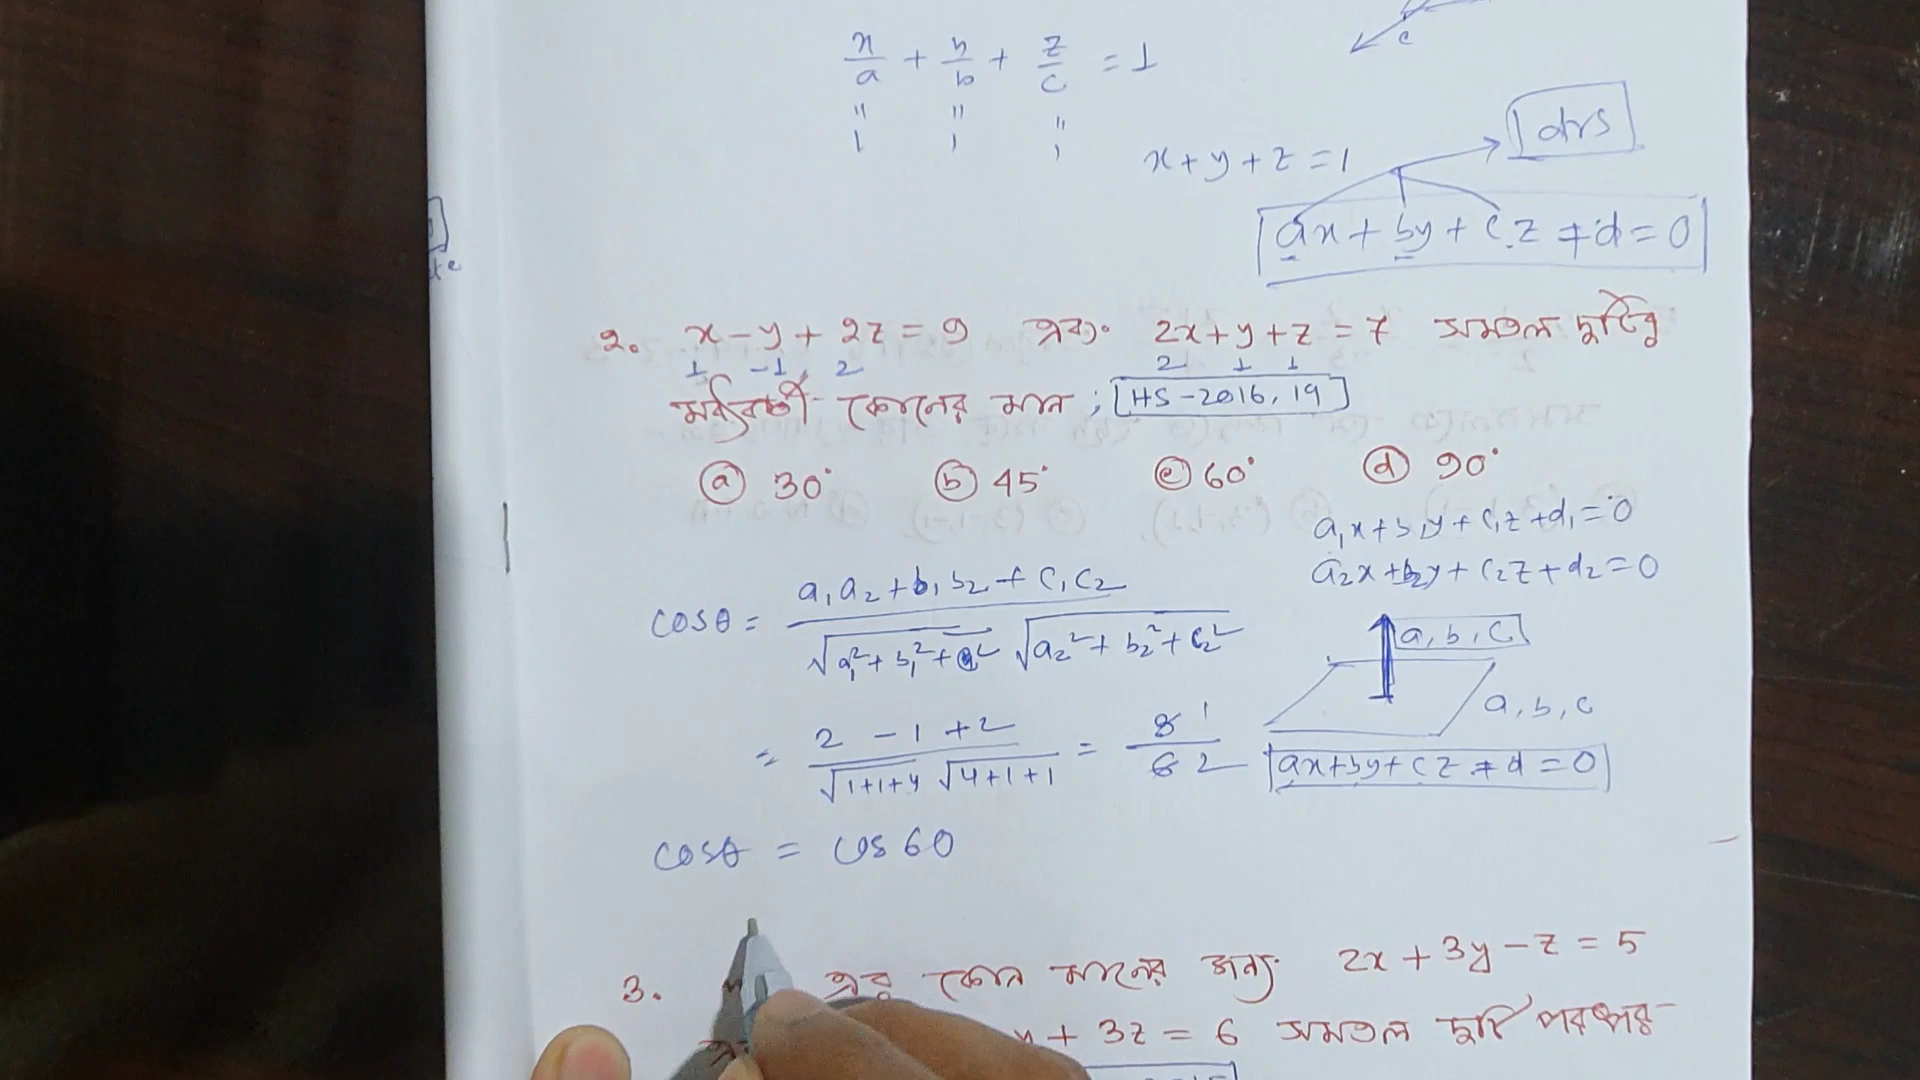 x/a + y/b + z/c = 1
" " "
1 1 1
c
drs
x + y + z = 1
ax + by + cz + d = 0
২. x - y + 2z = 9 এবং 2x + y + z = 7 সমতল দুটির
1 -1, 2 2 1 1
মধ্যবর্তী কোনের মান ; [HS-2016, 19]
ⓐ 30° ⓑ 45° ⓒ 60° ⓓ 90°
a₁x + b₁y + c₁z + d₁ = 0
a₂x + b₂y + c₂z + d₂ = 0
cosθ = a₁a₂ + b₁b₂ + c₁c₂ / √a₁² + b₁² + c₁² √a₂² + b₂² + c₂²
a, b, c
a, b, c
= 2 - 1 + 2 / √1+1+4 √4+1+1 = 3 1 / 6 2
ax + by + cz + d = 0
cosθ = cos 60
3. এর কোন মানের জন্য 2x + 3y - z = 5
+ 3z = 6 সমতল দুটি পরস্পর